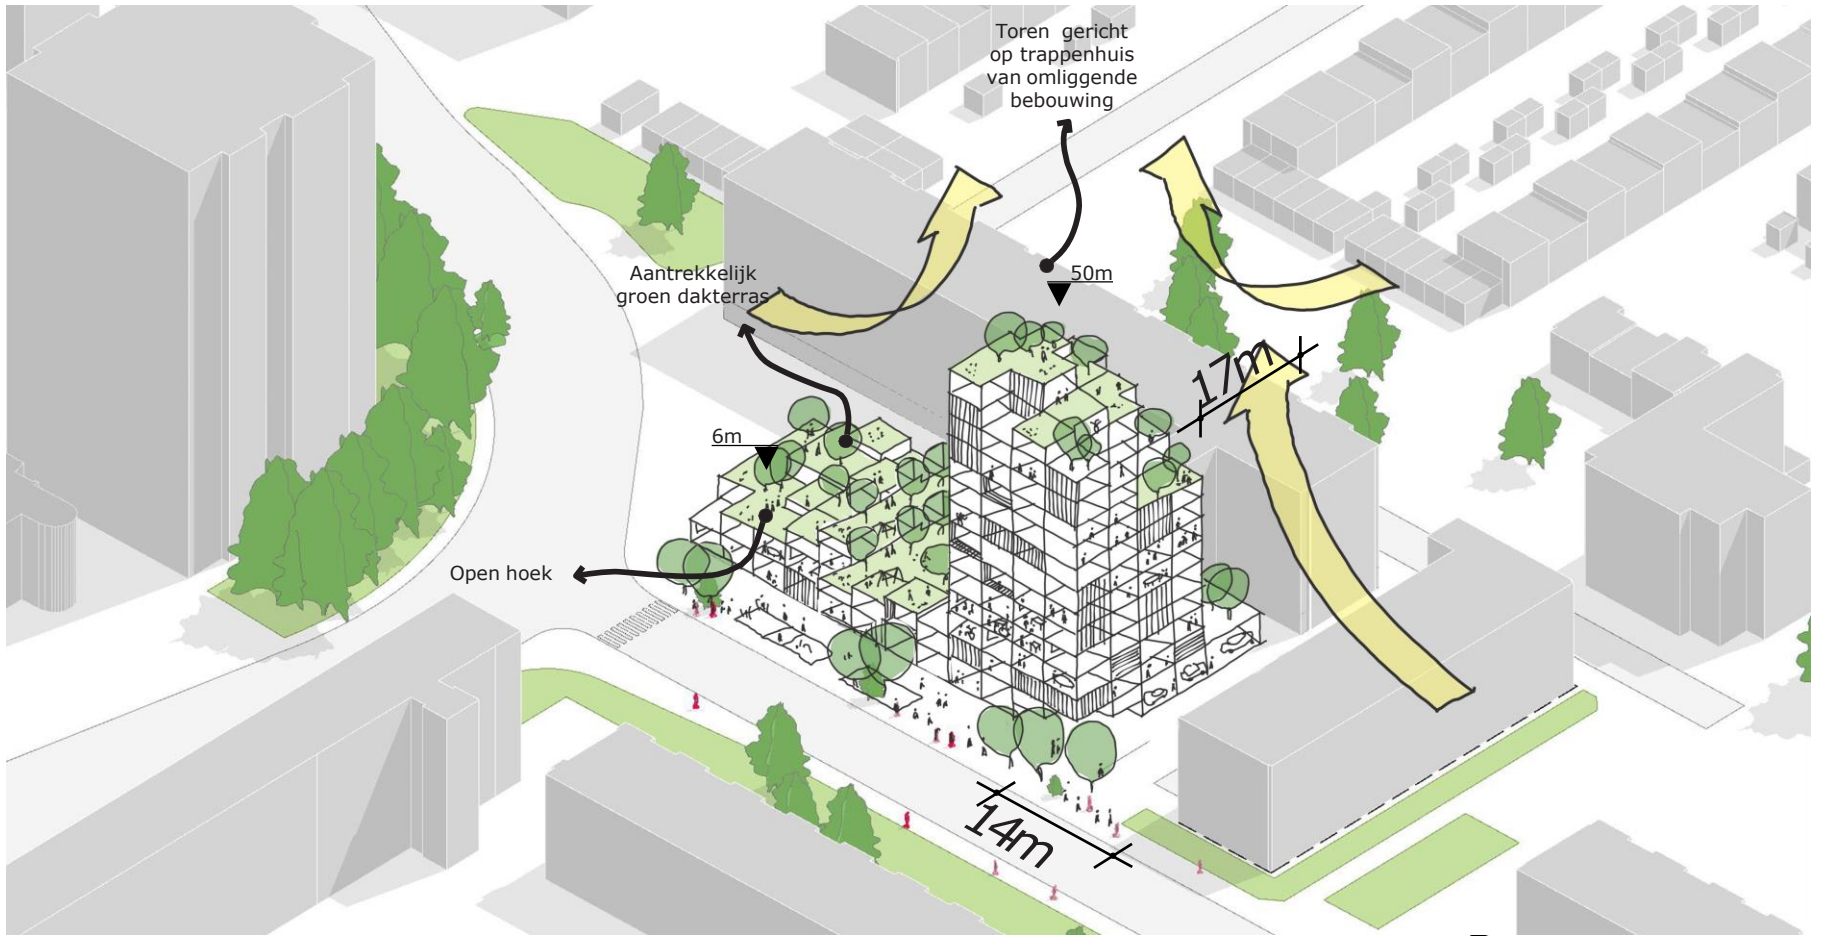 Toren gericht
op trappenhuis
van omliggende
bebouwing
Aantrekkelijk
groen dakterras
50m
17m
6m
Open hoek
14m